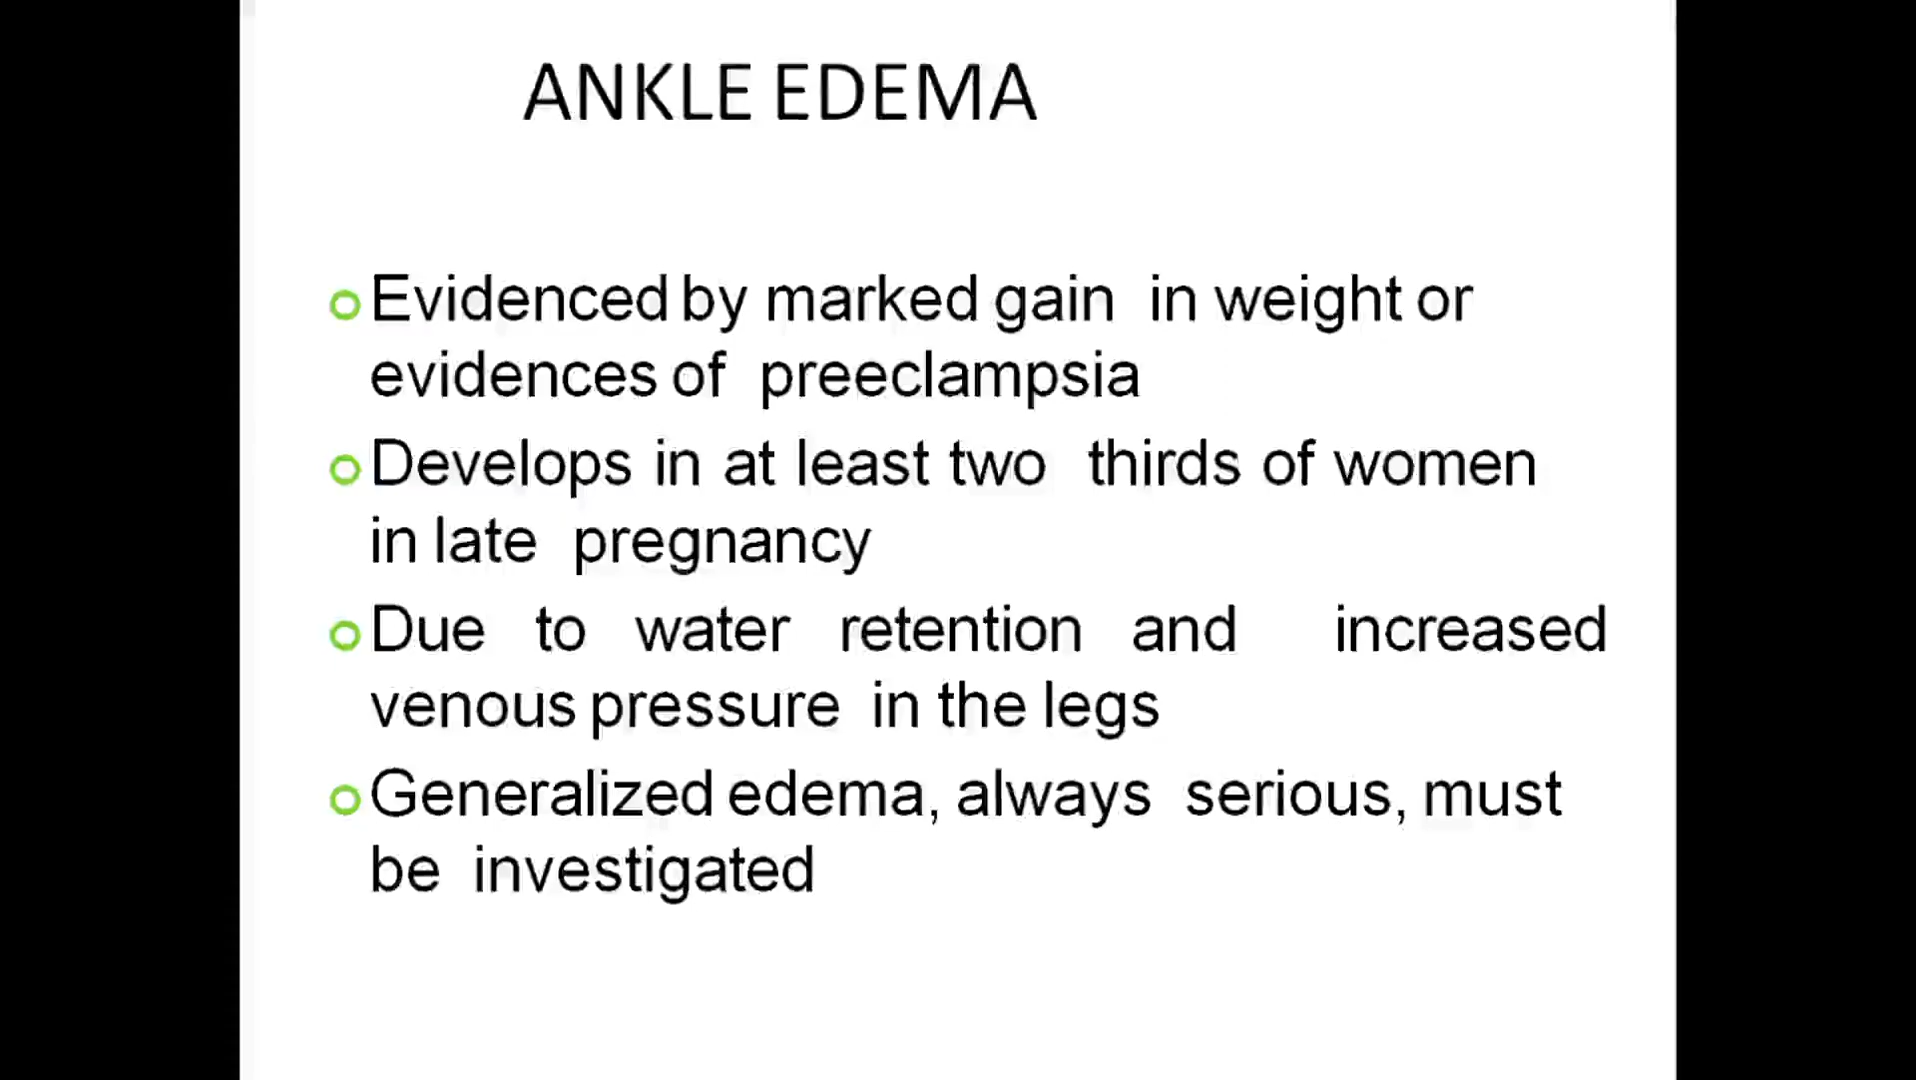 ANKLE EDEMA
Evidenced by marked gain in weight or
evidences of preeclampsia
Develops in at least two thirds of women
in late pregnancy
Due to water retention and increased
venous pressure in the legs
Generalized edema, always serious, must
be investigated